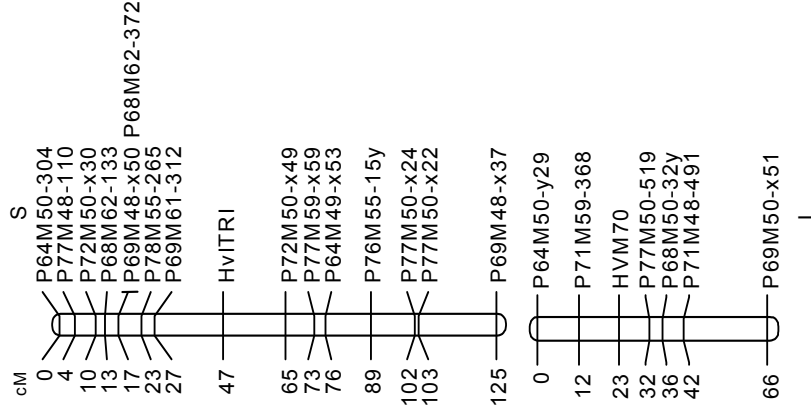 S
cM
0 P64M50-304
4 P77M48-110
10 P72M50-x30
13 P68M62-133
17 P69M48-x50 P68M62-372
23 P78M55-265
27 P69M61-312
47 HvITRI
65 P72M50-x49
73 P77M59-x59
76 P64M49-x53
89 P76M55-15y
102 P77M50-x24
103 P77M50-x22
125 P69M48-x37
0 P64M50-y29
12 P71M59-368
23 HVM70
32 P77M50-519
36 P68M50-32y
42 P71M48-491
66 P69M50-x51